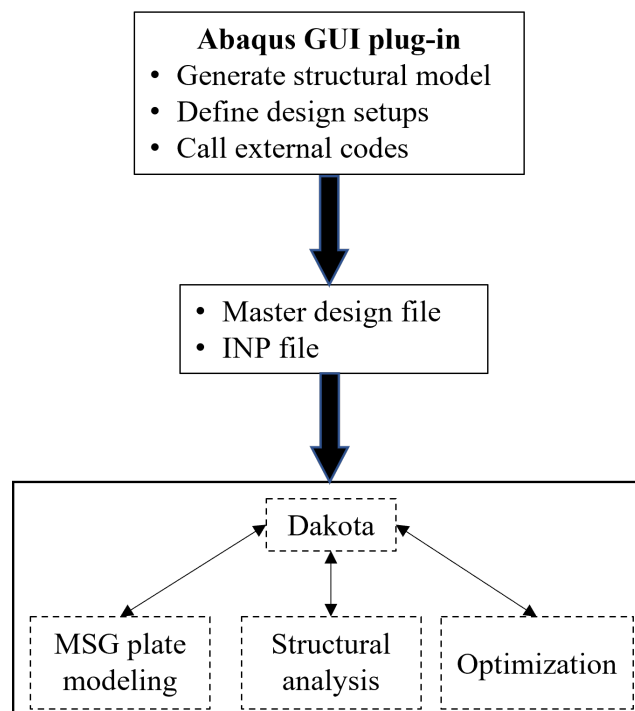 Abaqus GUI plug-in
• Generate structural model
• Define design setups
• Call external codes
• Master design file
• INP file
Dakota
MSG plate
modeling
Structural
analysis
Optimization